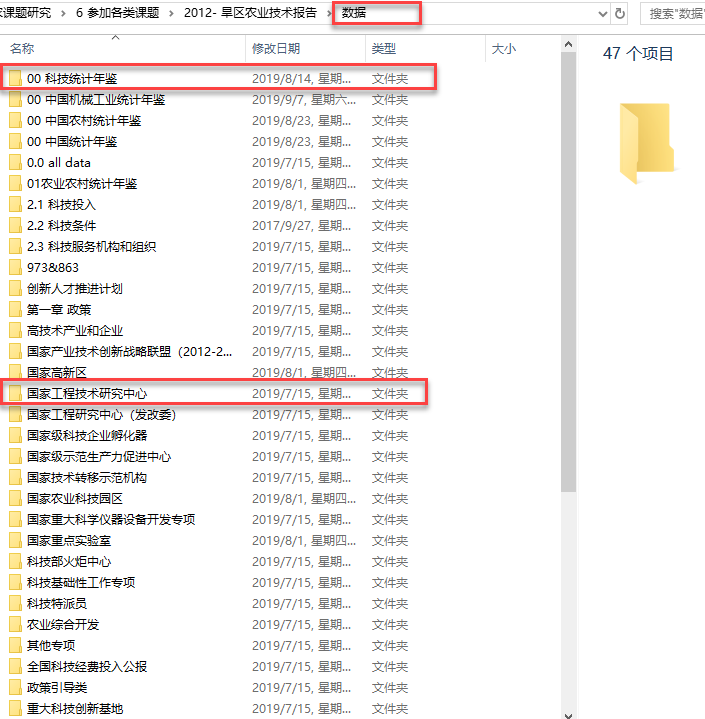 家课题研究 › 6 参加各类课题 › 2012- 旱区农业技术报告 › 数据
搜索"数据"
名称 修改日期 类型 大小
47 个项目
00 科技统计年鉴 2019/8/14, 星期... 文件夹
00 中国机械工业统计年鉴 2019/9/7, 星期六... 文件夹
00 中国农村统计年鉴 2019/8/23, 星期... 文件夹
00 中国统计年鉴 2019/8/23, 星期... 文件夹
0.0 all data 2019/7/15, 星期... 文件夹
01农业农村统计年鉴 2019/8/1, 星期四... 文件夹
2.1 科技投入 2019/8/1, 星期四... 文件夹
2.2 科技条件 2017/9/27, 星期... 文件夹
2.3 科技服务机构和组织 2019/7/15, 星期... 文件夹
973&863 2019/7/15, 星期... 文件夹
创新人才推进计划 2019/7/15, 星期... 文件夹
第一章 政策 2019/7/15, 星期... 文件夹
高技术产业和企业 2019/7/15, 星期... 文件夹
国家产业技术创新战略联盟（2012-2... 2019/7/15, 星期... 文件夹
国家高新区 2019/8/1, 星期四... 文件夹
国家工程技术研究中心 2019/7/15, 星期... 文件夹
国家工程研究中心（发改委） 2019/7/15, 星期... 文件夹
国家级科技企业孵化器 2019/7/15, 星期... 文件夹
国家级示范生产力促进中心 2019/7/15, 星期... 文件夹
国家技术转移示范机构 2019/7/15, 星期... 文件夹
国家农业科技园区 2019/8/1, 星期四... 文件夹
国家重大科学仪器设备开发专项 2019/7/15, 星期... 文件夹
国家重点实验室 2019/8/1, 星期四... 文件夹
科技部火炬中心 2019/7/15, 星期... 文件夹
科技基础性工作专项 2019/7/15, 星期... 文件夹
科技特派员 2019/7/15, 星期... 文件夹
农业综合开发 2019/7/15, 星期... 文件夹
其他专项 2019/7/15, 星期... 文件夹
全国科技经费投入公报 2019/7/15, 星期... 文件夹
政策引导类 2019/7/15, 星期... 文件夹
重大科技创新基地 2019/7/15, 星期... 文件夹